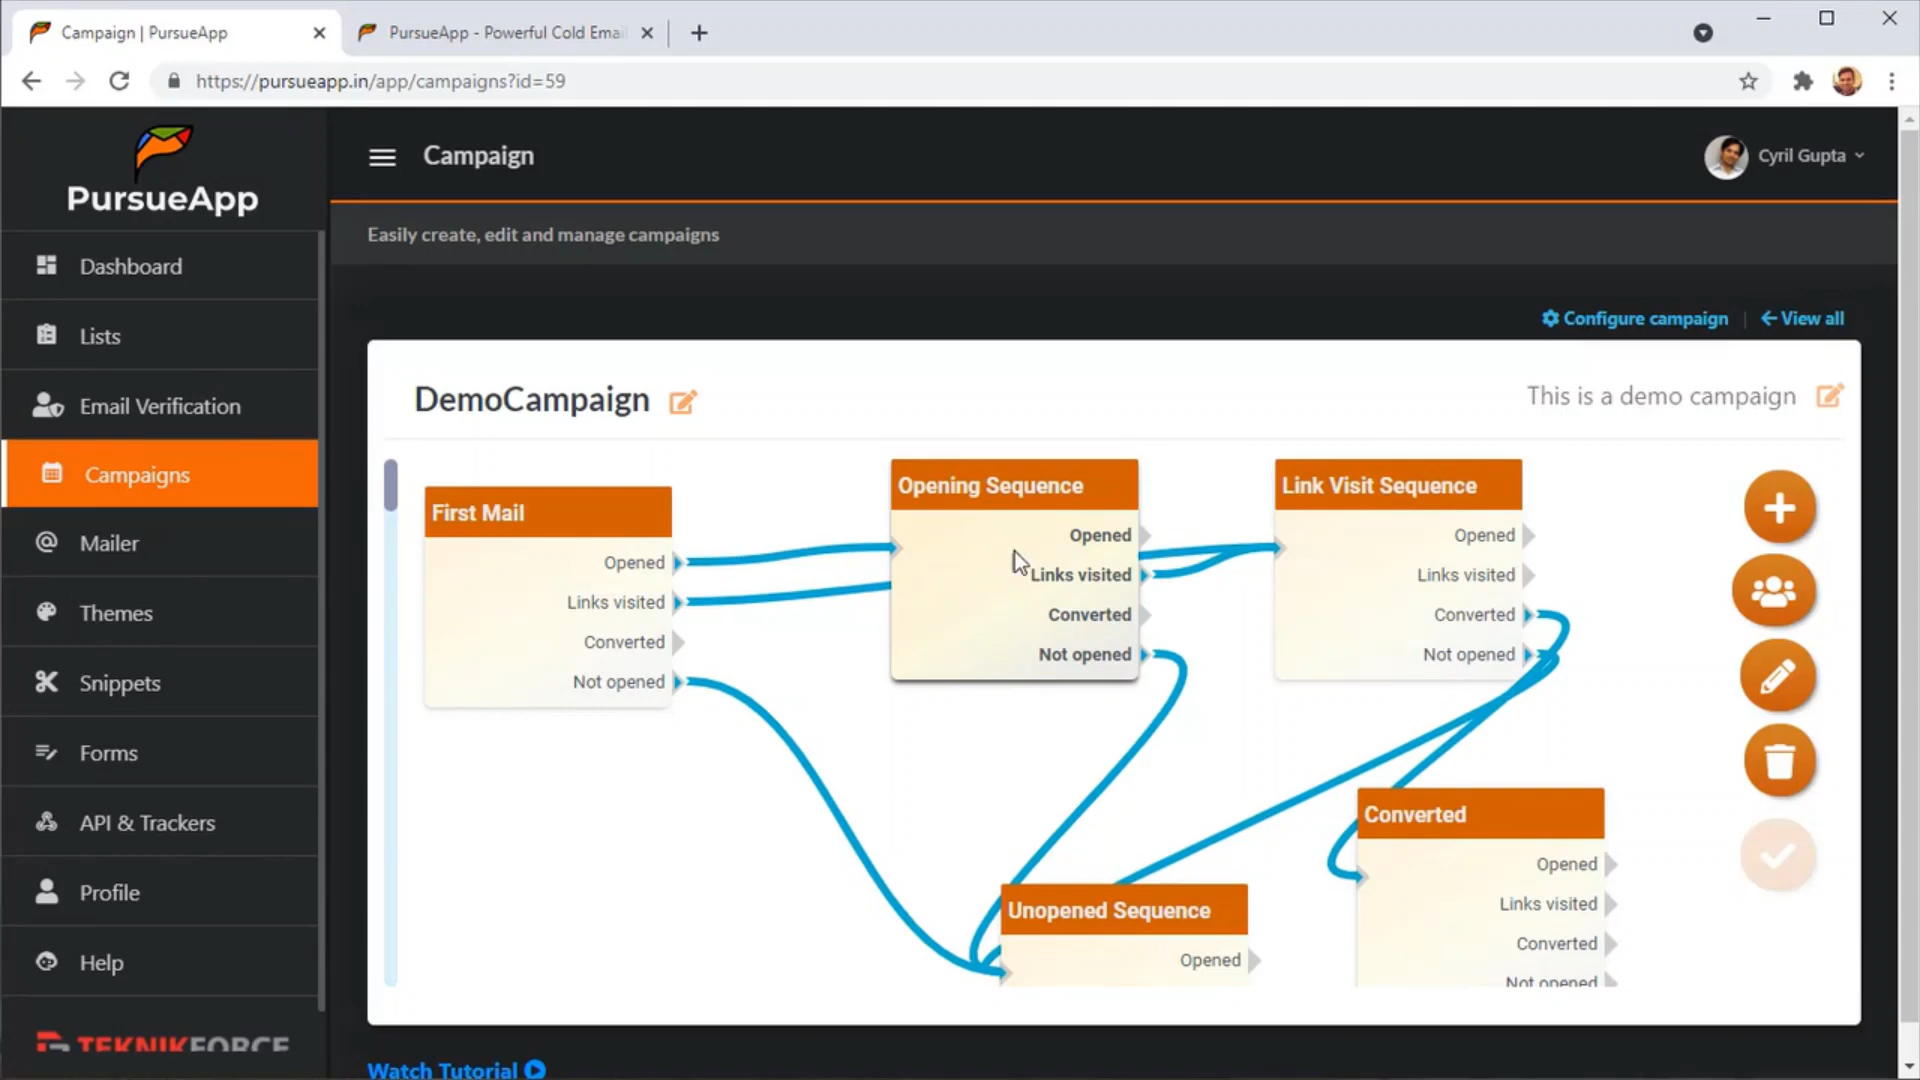 Campaign | PursueApp
PursueApp - Powerful Cold Emai
https://pursueapp.in/app/campaigns?id=59
PursueApp
Campaign
Cyril Gupta
Easily create, edit and manage campaigns
Dashboard
Lists
Email Verification
Campaigns
Mailer
Themes
Snippets
Forms
API & Trackers
Profile
Help
TEKNIKFORCE
Configure campaign | View all
DemoCampaign
This is a demo campaign
First Mail
Opened
Links visited
Converted
Not opened
Opening Sequence
Opened
Links visited
Converted
Not opened
Link Visit Sequence
Opened
Links visited
Converted
Not opened
Unopened Sequence
Opened
Converted
Opened
Links visited
Converted
Not opened
Watch Tutorial